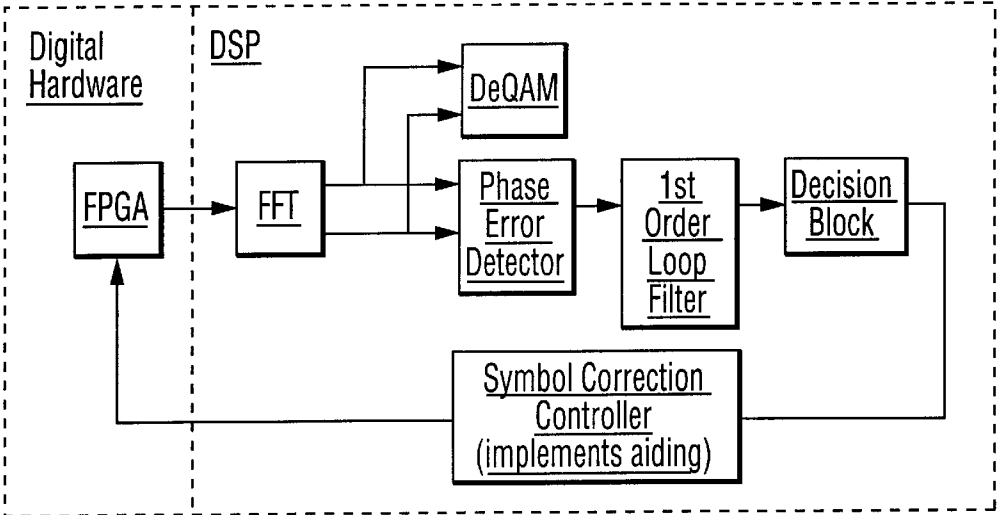 Digital
Hardware
DSP
DeQAM
FPGA
FFT
Phase
Error
Detector
1st
Order
Loop
Filter
Decision
Block
Symbol Correction
Controller
(implements aiding)